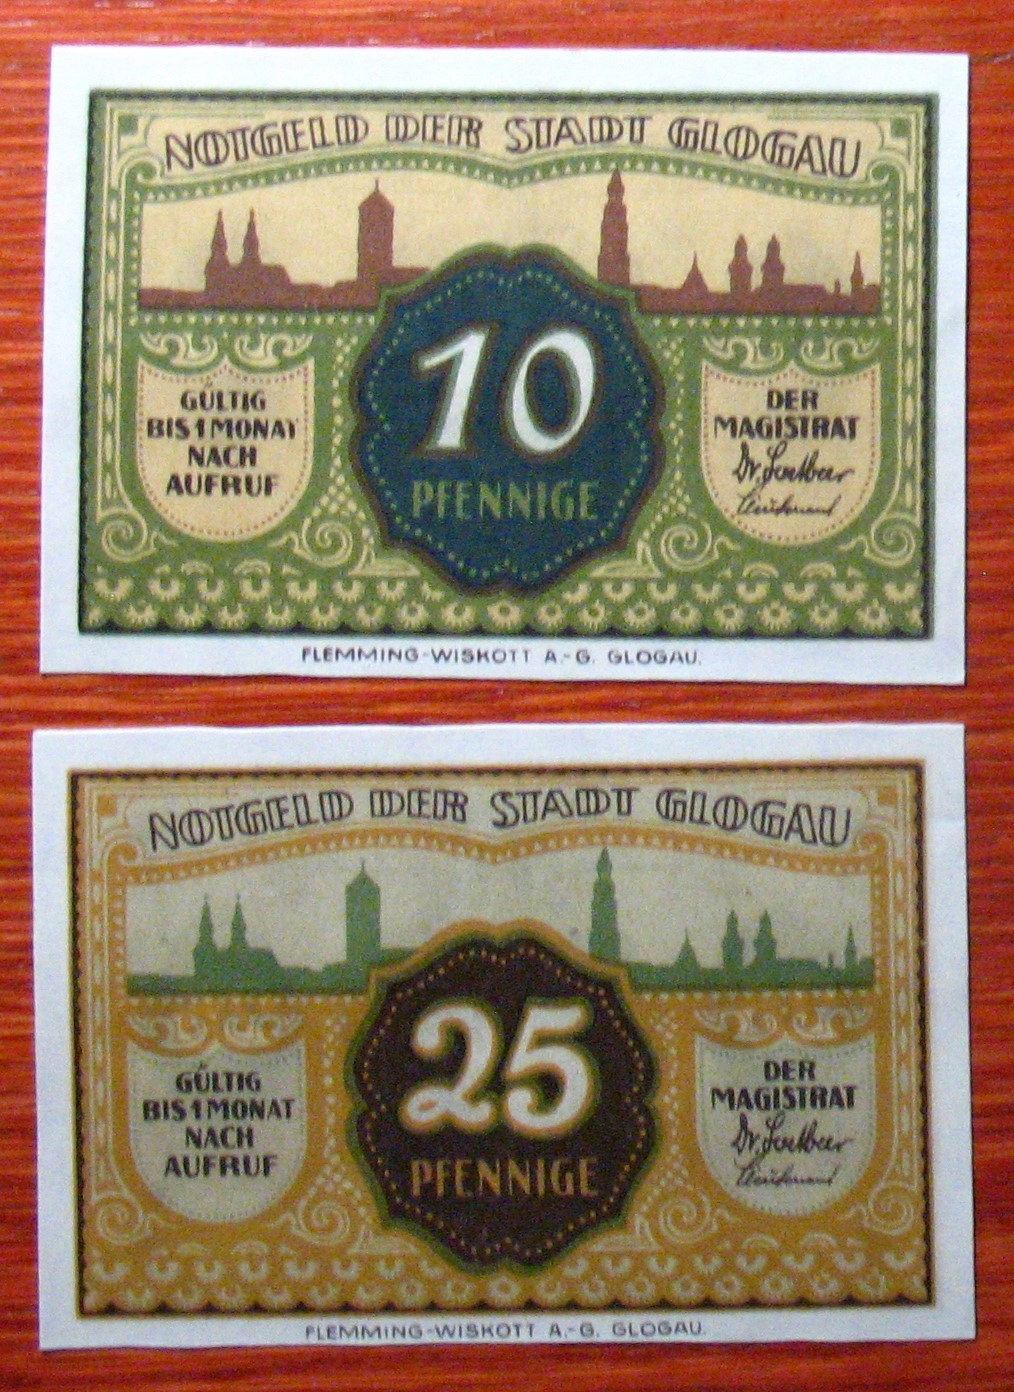 NOTGELD DER STADT GLOGAU
10
PFENNIGE
GÜLTIG
BIS 1 MONAT
NACH
AUFRUF
DER
MAGISTRAT
FLEMMING-WISKOTT A.-G. GLOGAU.
NOTGELD DER STADT GLOGAU
25
PFENNIGE
GÜLTIG
BIS 1 MONAT
NACH
AUFRUF
DER
MAGISTRAT
FLEMMING-WISKOTT A.-G. GLOGAU.